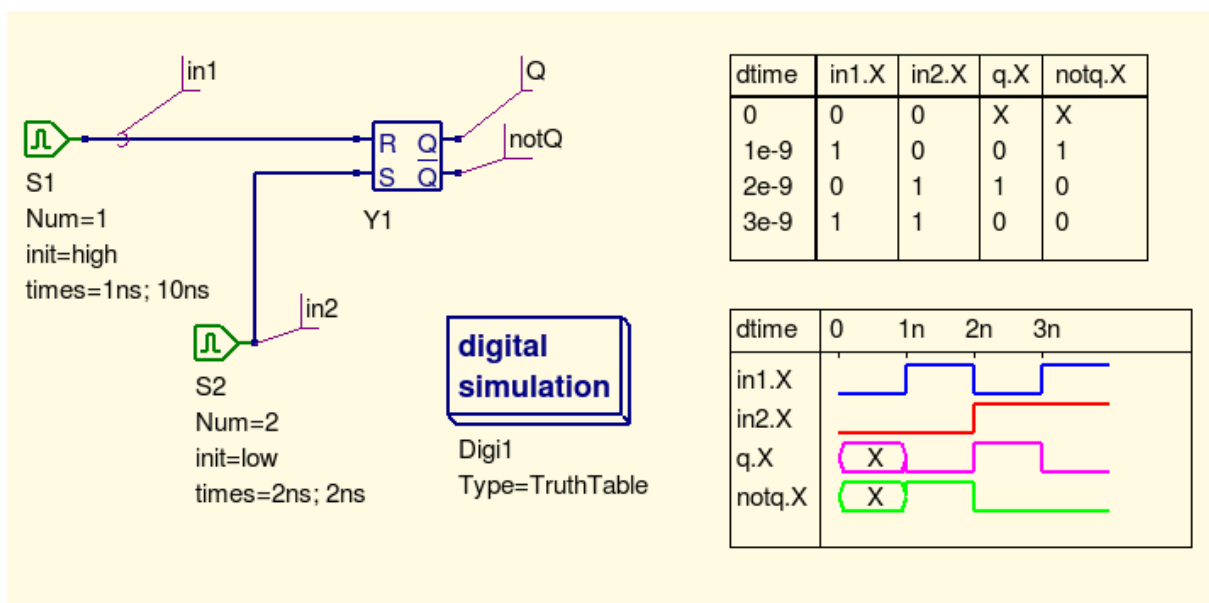 in1
Q
notQ
R Q
S Q
Y1
S1
Num=1
init=high
times=1ns; 10ns
in2
S2
Num=2
init=low
times=2ns; 2ns
digital
simulation
Digi1
Type=TruthTable
dtime in1.X in2.X q.X notq.X
0 0 0 X X
1e-9 1 0 0 1
2e-9 0 1 1 0
3e-9 1 1 0 0
dtime 0 1n 2n 3n
in1.X
in2.X
q.X X
notq.X X